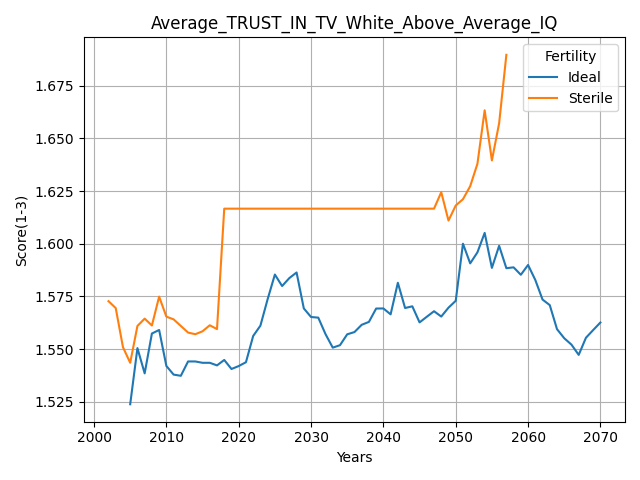 Average_TRUST_IN_TV_White_Above_Average_IQ
Fertility
Ideal
Sterile
Score(1-3)
1.675
1.650
1.625
1.600
1.575
1.550
1.525
2000 2010 2020 2030 2040 2050 2060 2070
Years